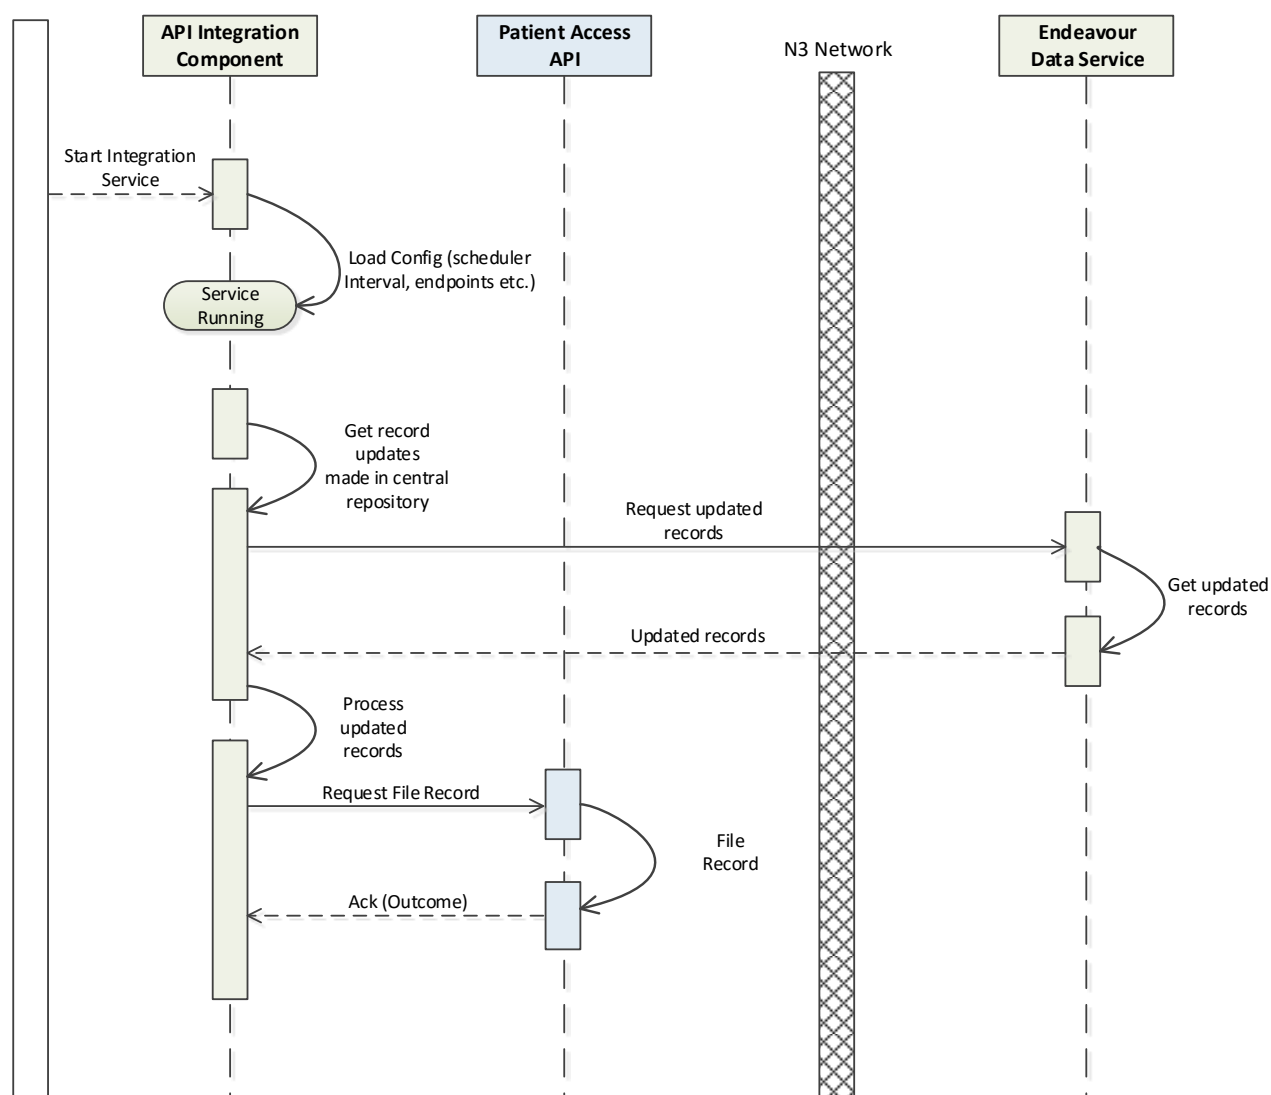 API Integration
Component
Patient Access
API
N3 Network
Endeavour
Data Service
Start Integration
Service
Load Config (scheduler
Interval, endpoints etc.)
Service
Running
Get record
updates
made in central
repository
Request updated
records
Get updated
records
Updated records
Process
updated
records
Request File Record
File
Record
Ack (Outcome)